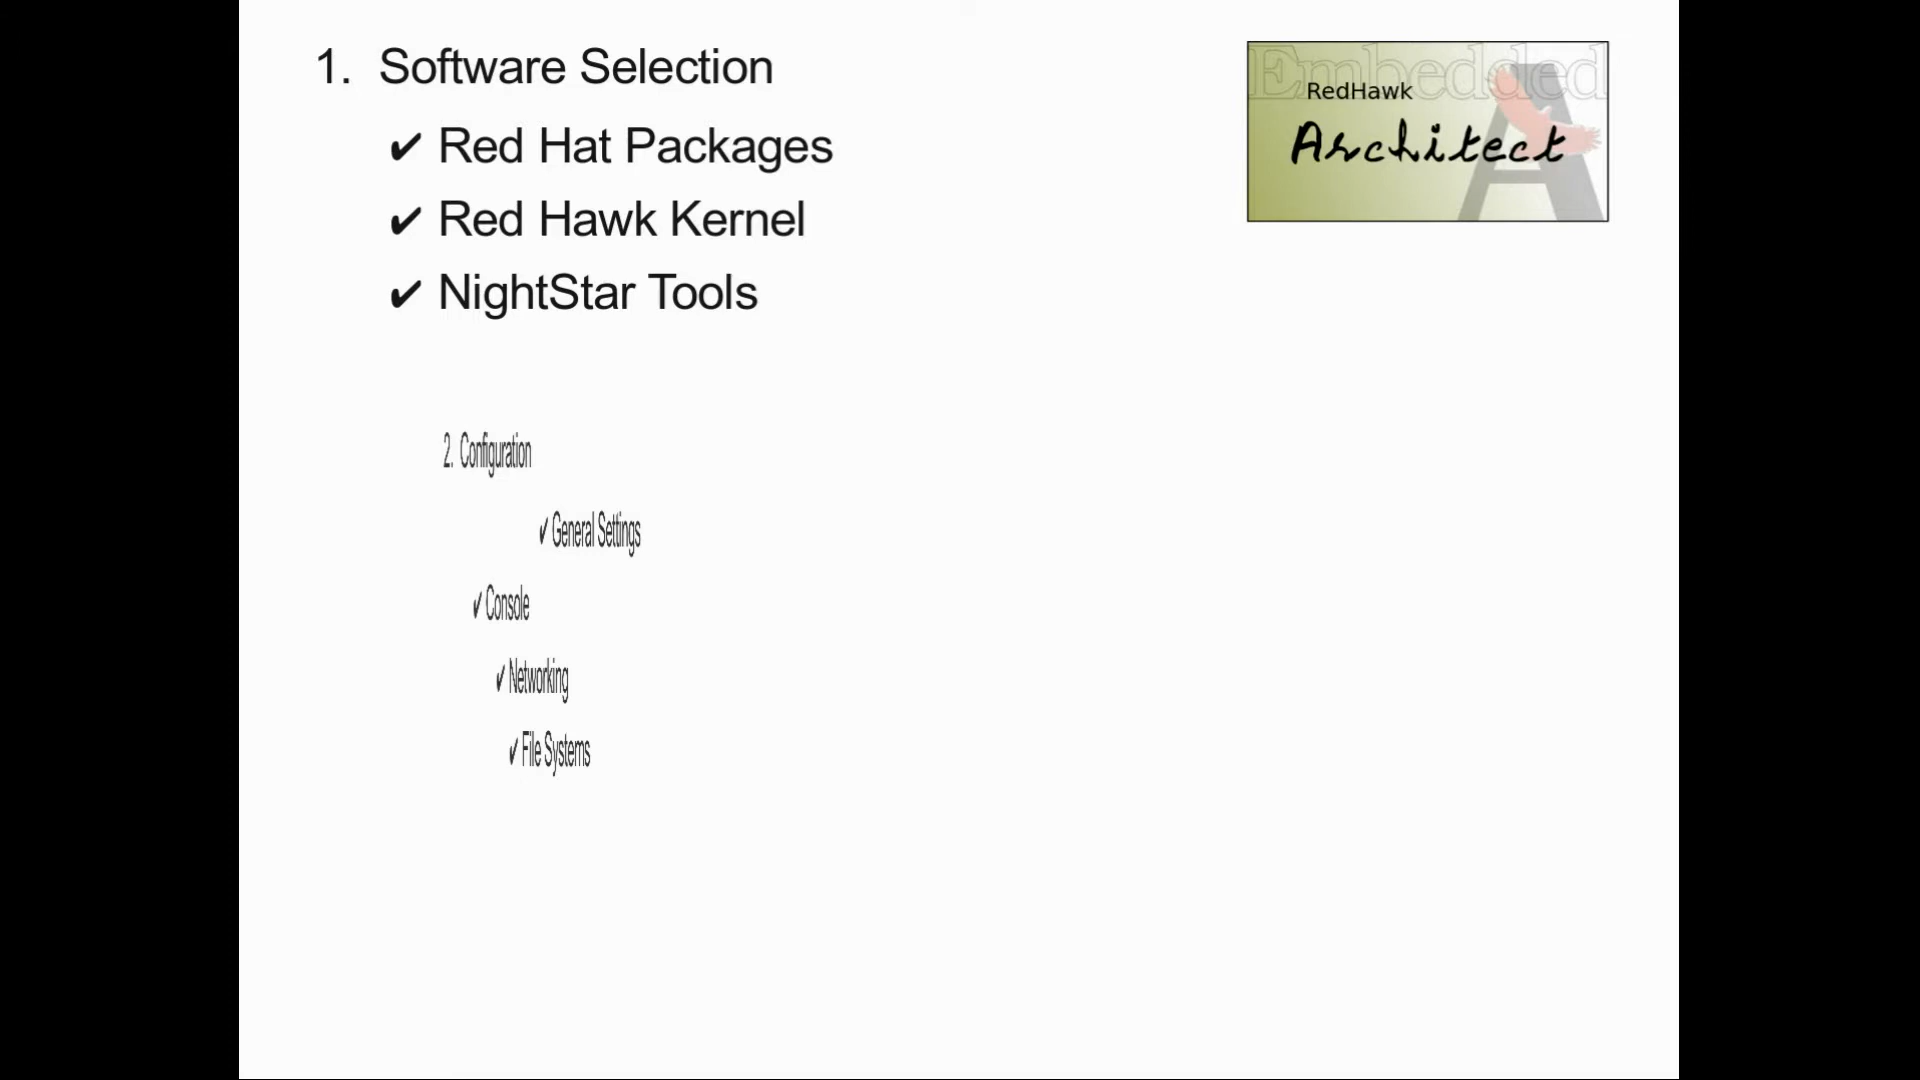 1. Software Selection
✔ Red Hat Packages
✔ Red Hawk Kernel
✔ NightStar Tools
Embedded
RedHawk
Architect
2. Configuration
✔ General Settings
✔ Console
✔ Networking
✔ File Systems